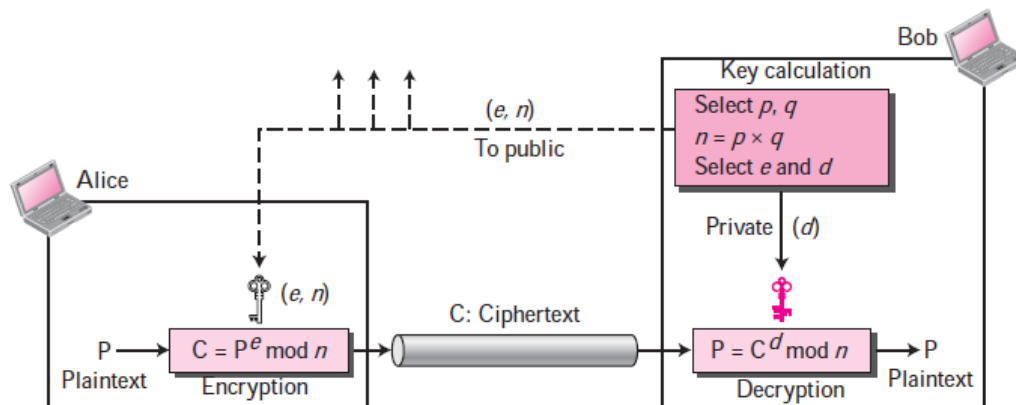 Bob
Key calculation
Select p, q
n = p × q
Select e and d
(e, n)
To public
Alice
Private (d)
(e, n)
C: Ciphertext
P
C = P^e mod n
P = C^d mod n
P
Plaintext
Encryption
Decryption
Plaintext